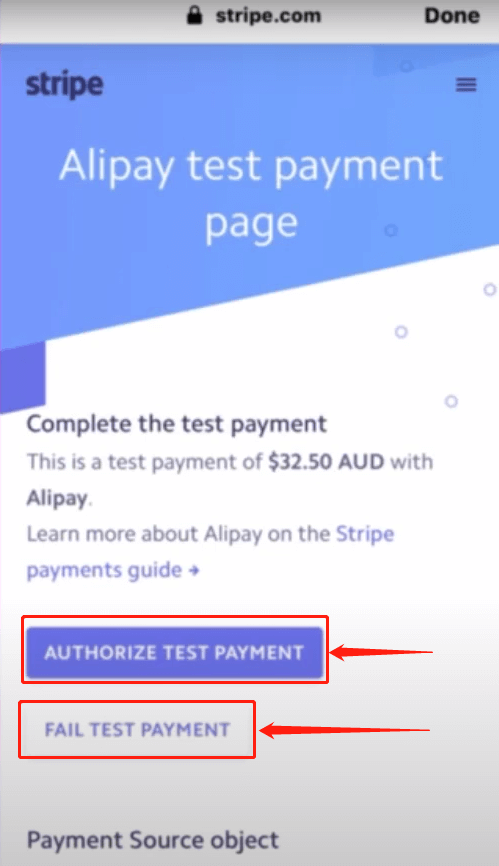 stripe.com Done
stripe
Alipay test payment
page
Complete the test payment
This is a test payment of $32.50 AUD with
Alipay.
Learn more about Alipay on the Stripe
payments guide →
AUTHORIZE TEST PAYMENT
FAIL TEST PAYMENT
Payment Source object